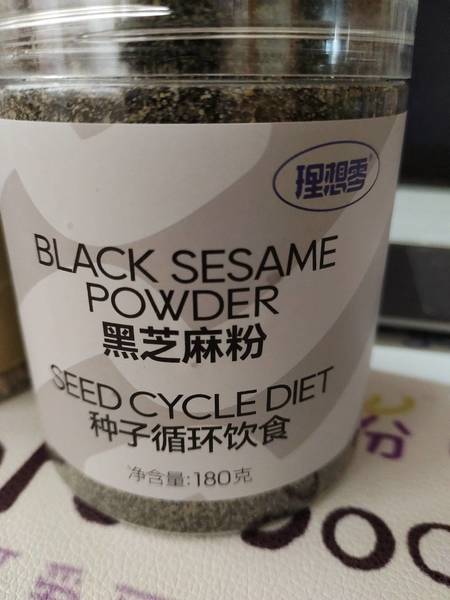 理想零
BLACK SESAME
POWDER
黑芝麻粉
SEED CYCLE DIET
种子循环饮食
净含量:180克